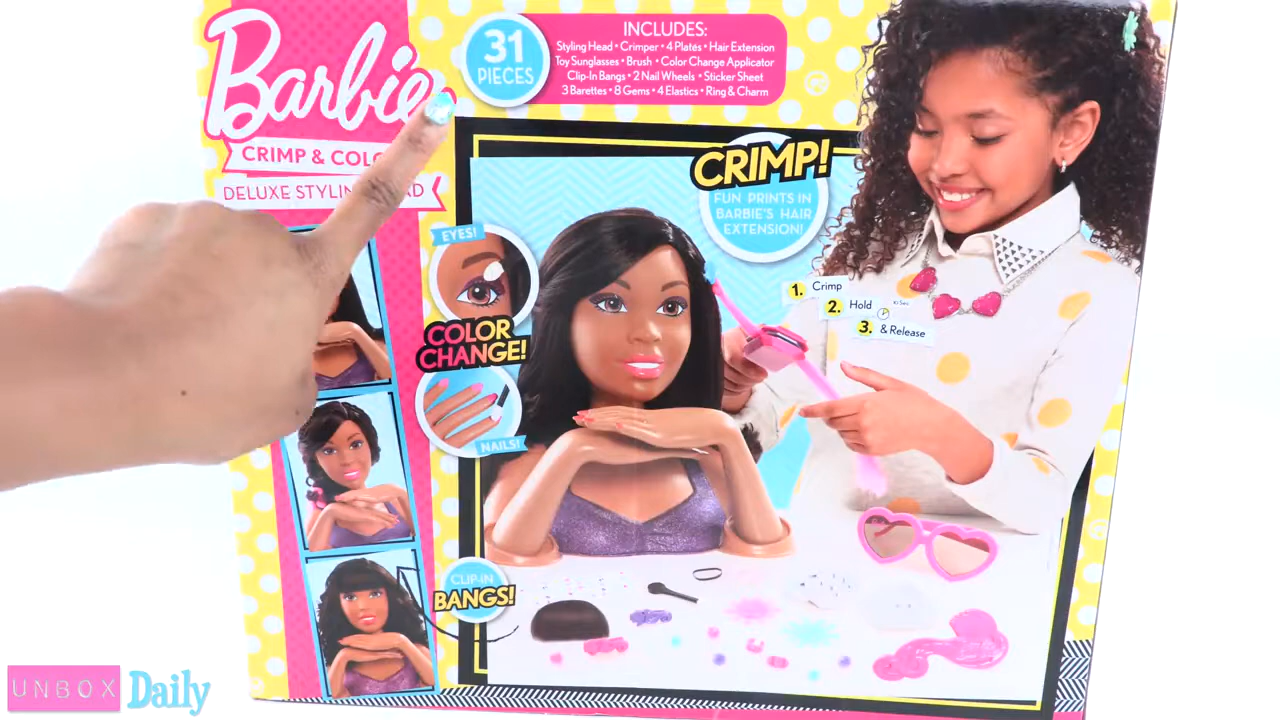 Barbie
CRIMP & COLO
DELUXE STYLIN AD
31
PIECES
INCLUDES:
Styling Head • Crimper • 4 Plates • Hair Extension
Toy Sunglasses • Brush • Color Change Applicator
Clip-In Bangs • 2 Nail Wheels • Sticker Sheet
3 Barettes • 8 Gems • 4 Elastics • Ring & Charm
CRIMP!
FUN PRINTS IN
BARBIE'S HAIR
EXTENSION!
EYES!
COLOR
CHANGE!
NAILS!
1. Crimp
2. Hold
10 Sec
3. & Release
CLIP-IN
BANGS!
UNBOX Daily